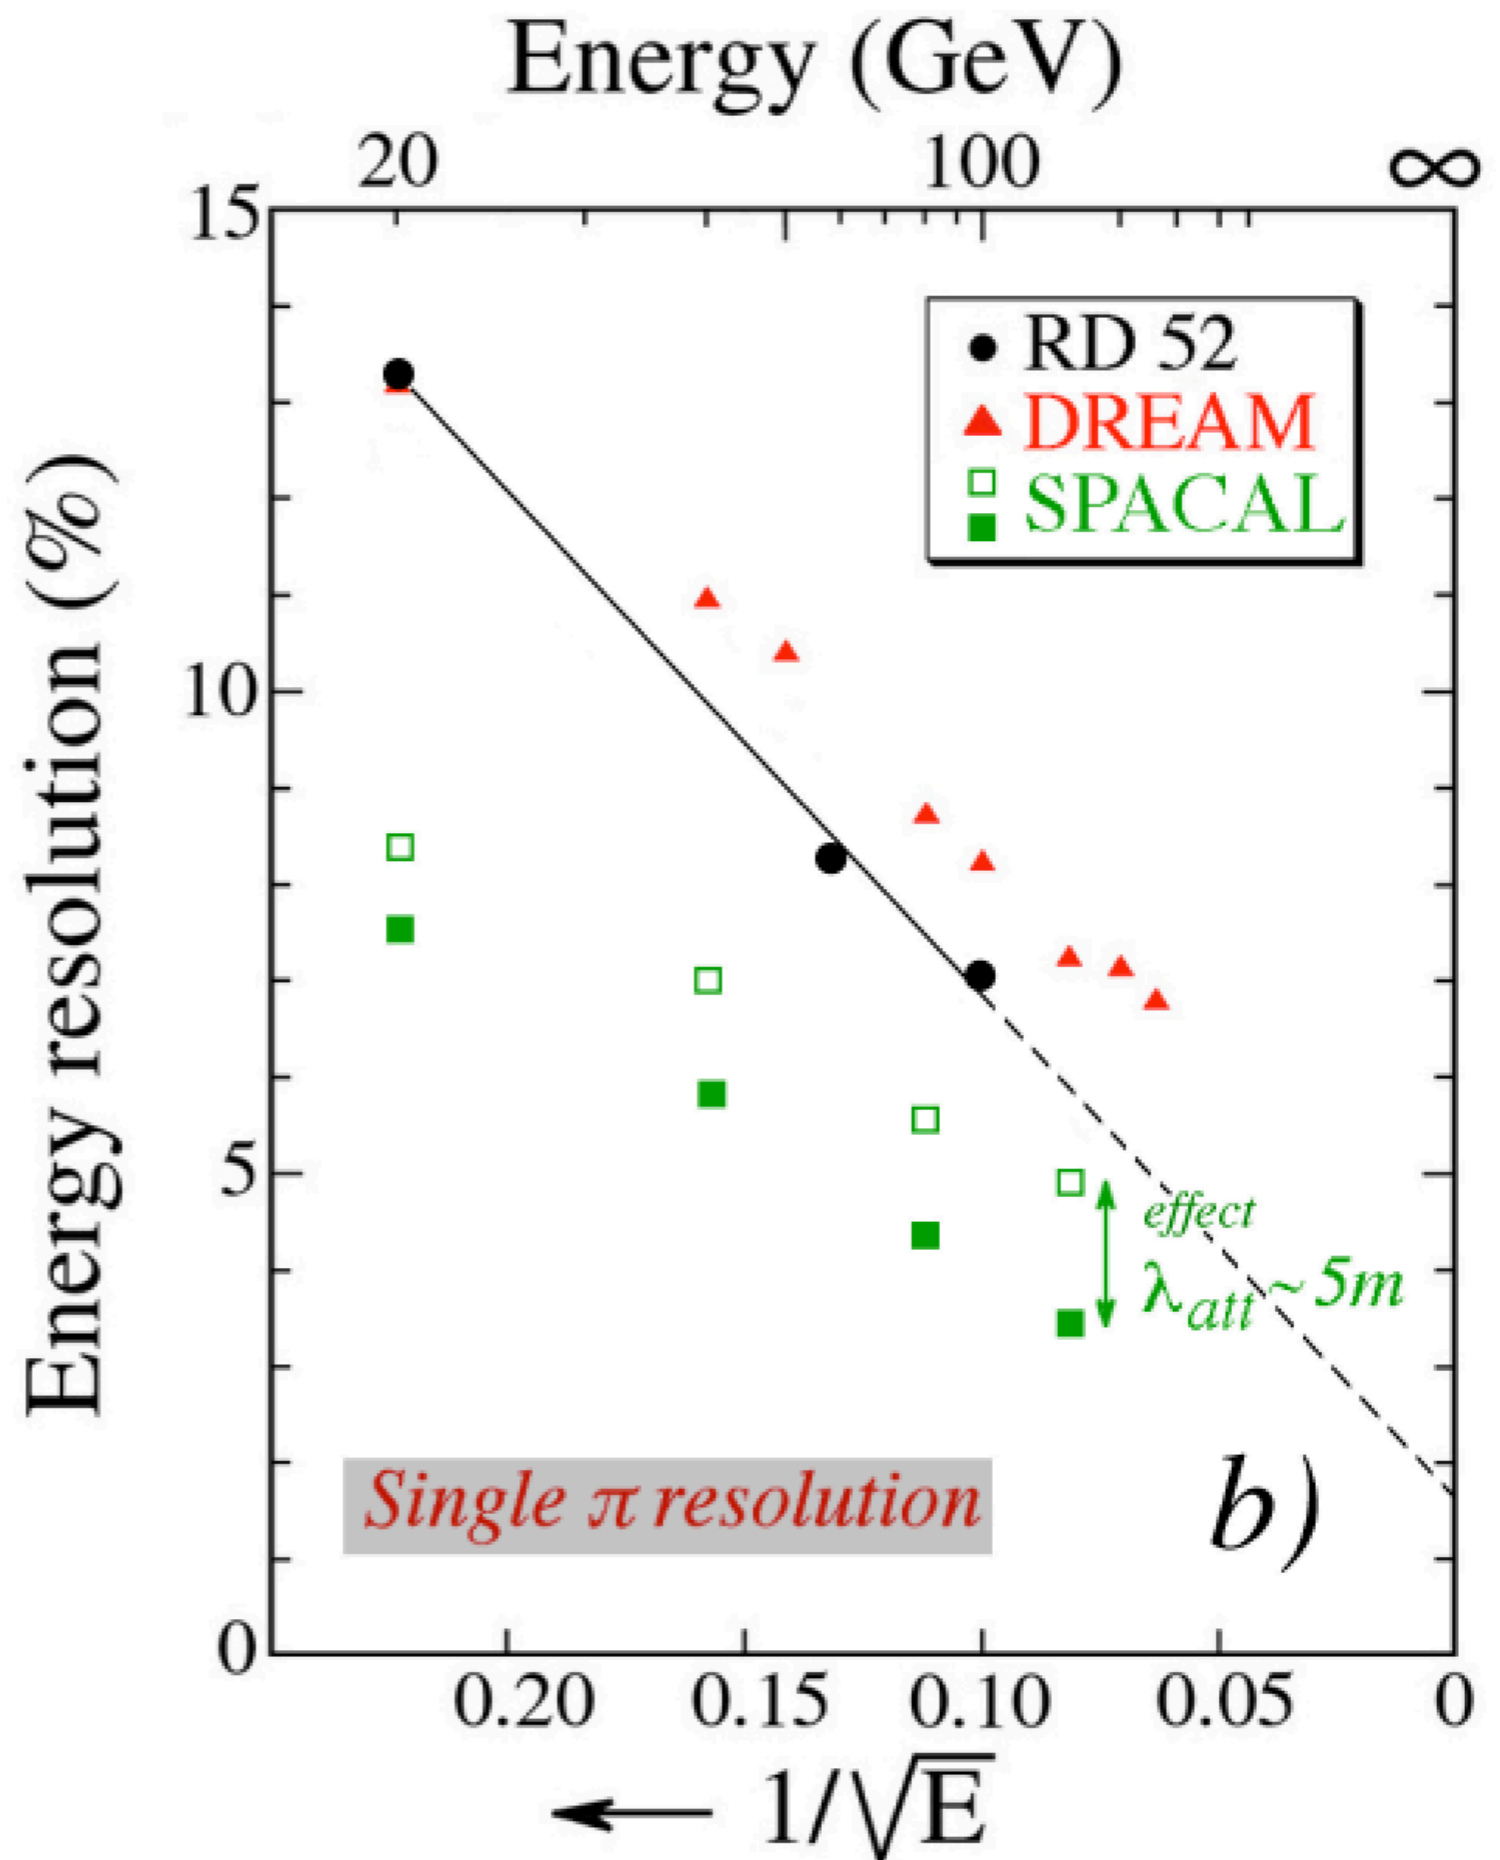 Energy (GeV)
20 100 ∞
15
RD 52
DREAM
SPACAL
Energy resolution (%)
10
5
effect
λatt ~ 5m
Single π resolution
b)
0
0.20 0.15 0.10 0.05 0
1/√E